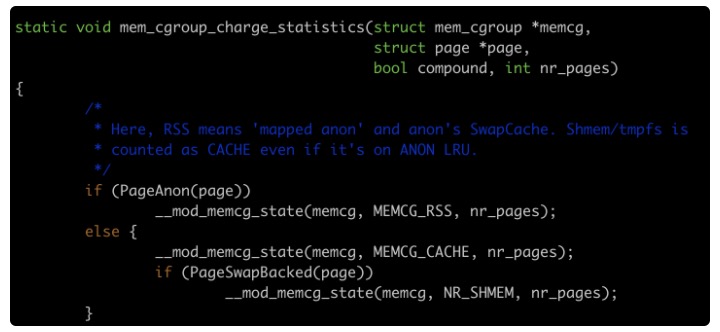 static void mem_cgroup_charge_statistics(struct mem_cgroup *memcg,
                                         struct page *page,
                                         bool compound, int nr_pages)
{
        /*
         * Here, RSS means 'mapped anon' and anon's SwapCache. Shmem/tmpfs is
         * counted as CACHE even if it's on ANON LRU.
         */
        if (PageAnon(page))
                __mod_memcg_state(memcg, MEMCG_RSS, nr_pages);
        else {
                __mod_memcg_state(memcg, MEMCG_CACHE, nr_pages);
                if (PageSwapBacked(page))
                        __mod_memcg_state(memcg, NR_SHMEM, nr_pages);
        }